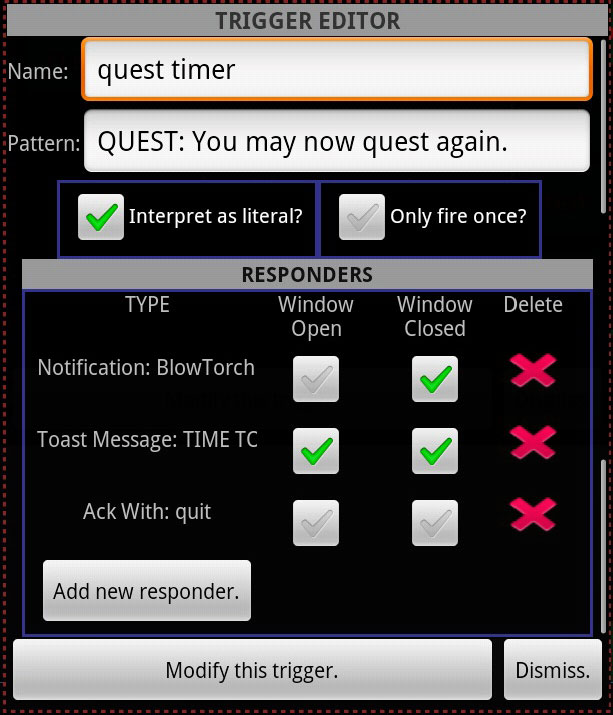 TRIGGER EDITOR
Name: quest timer
Pattern: QUEST: You may now quest again.
Interpret as literal? Only fire once?
RESPONDERS
TYPE Window Open Window Closed Delete
Notification: BlowTorch
Toast Message: TIME TO
Ack With: quit
Add new responder.
Modify this trigger. Dismiss.